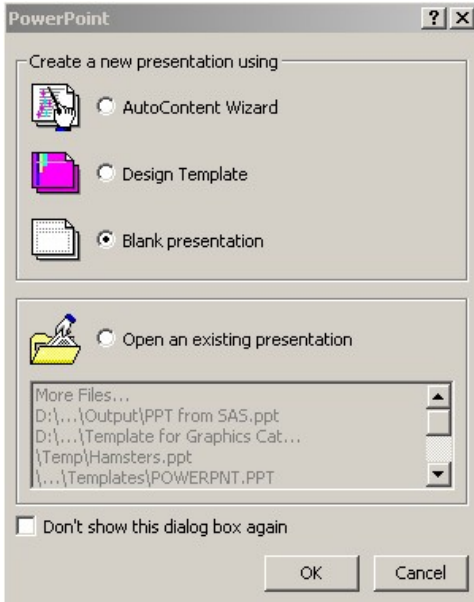 PowerPoint
Create a new presentation using
AutoContent Wizard
Design Template
Blank presentation
Open an existing presentation
More Files...
D:\...\Output\PPT from SAS.ppt
D:\...\Template for Graphics Cat...
\Temp\Hamsters.ppt
\...\Templates\POWERPNT.PPT
Don't show this dialog box again
OK Cancel